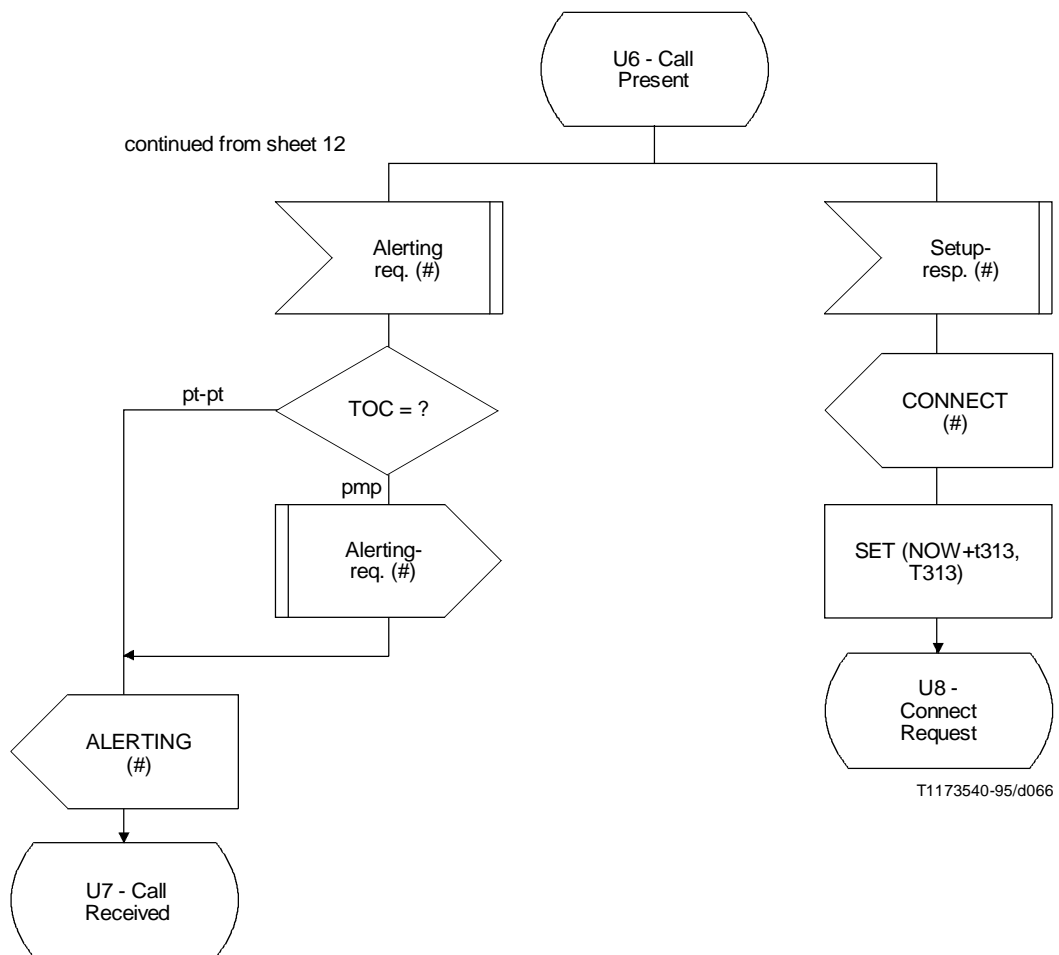 U6 - Call
Present
continued from sheet 12
Alerting
req. (#)
Setup-
resp. (#)
pt-pt
TOC = ?
CONNECT
(#)
pmp
Alerting-
req. (#)
SET (NOW+t313,
T313)
U8 -
Connect
Request
ALERTING
(#)
T1173540-95/d066
U7 - Call
Received